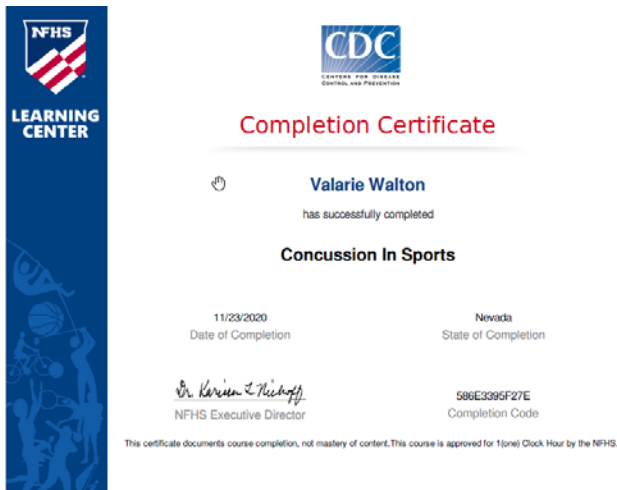 NFHS
LEARNING
CENTER
CDC
CENTERS FOR DISEASE
CONTROL AND PREVENTION
Completion Certificate
Valarie Walton
has successfully completed
Concussion In Sports
11/23/2020
Date of Completion
Nevada
State of Completion
Dr. Karissa L Niehoff
NFHS Executive Director
586E3395F27E
Completion Code
This certificate documents course completion, not mastery of content.This course is approved for 1(one) Clock Hour by the NFHS.